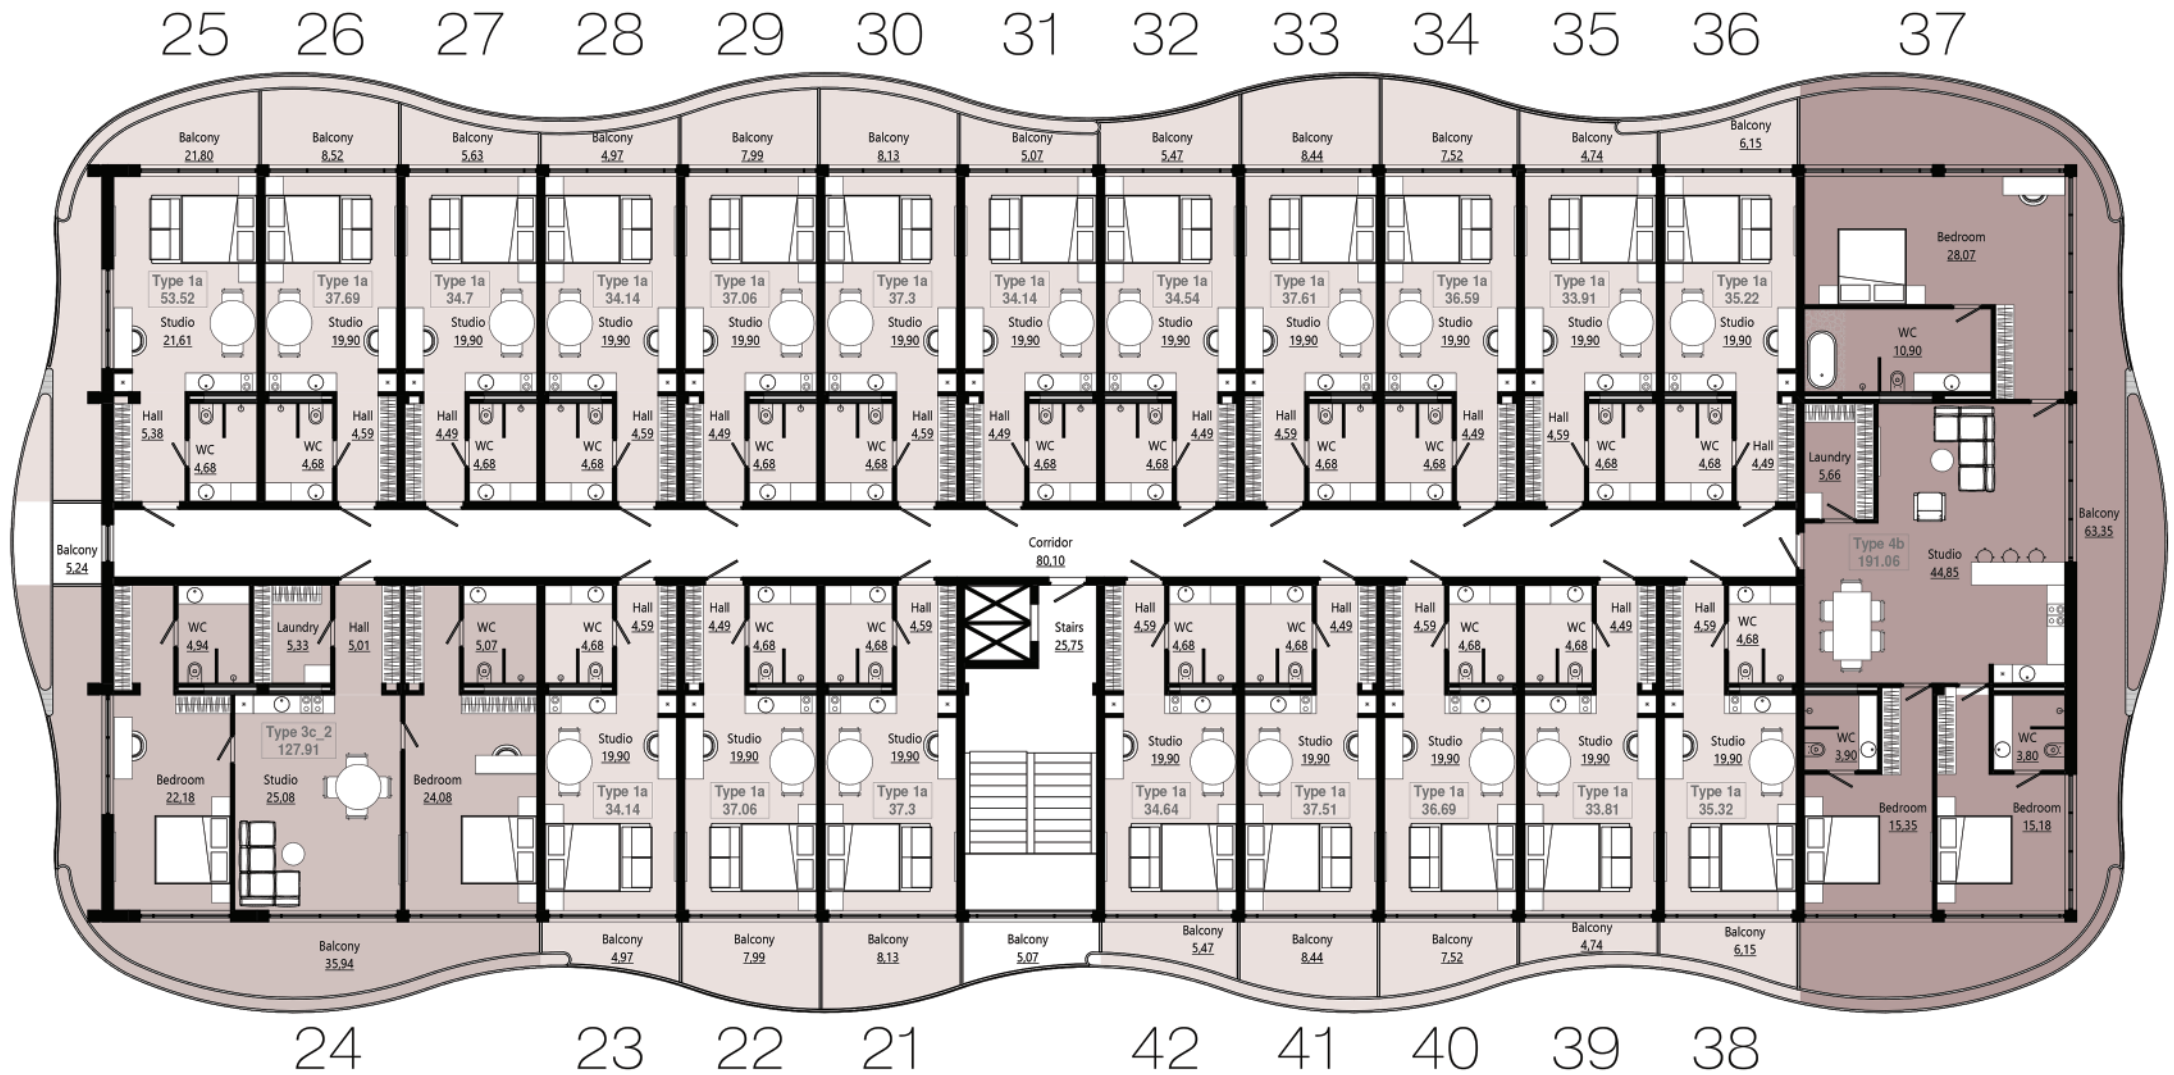 25 26 27 28 29 30 31 32 33 34 35 36 37
Balcony Balcony Balcony Balcony Balcony Balcony Balcony Balcony Balcony Balcony Balcony Balcony
21,80 8,52 5,63 4,97 7,99 8,13 5,07 5,47 8,44 7,52 4,74 6,15
Bedroom
28,07
Type 1a Type 1a Type 1a Type 1a Type 1a Type 1a Type 1a Type 1a Type 1a Type 1a Type 1a Type 1a
53.52 37.69 34.7 34.14 37.06 37.3 34.14 34.54 37.61 36.59 33.91 35.22
Studio Studio Studio Studio Studio Studio Studio Studio Studio Studio Studio Studio
21,61 19,90 19,90 19,90 19,90 19,90 19,90 19,90 19,90 19,90 19,90 19,90
WC
10,90
Hall Hall Hall Hall Hall Hall Hall Hall Hall Hall Hall Hall
5,38 4,59 4,49 4,59 4,49 4,59 4,49 4,49 4,59 4,49 4,59 4,49
WC WC WC WC WC WC WC WC WC WC WC WC
4,68 4,68 4,68 4,68 4,68 4,68 4,68 4,68 4,68 4,68 4,68 4,68
Laundry
5,66
Balcony
63,35
Type 4b
191.06
Studio
44,85
Balcony
5,24
Corridor
80,10
WC Laundry Hall WC WC Hall Hall WC WC Hall Stairs Hall WC WC Hall Hall WC WC Hall Hall WC
4,94 5,33 5,01 5,07 4,68 4,59 4,49 4,68 4,68 4,59 25,75 4,59 4,68 4,68 4,49 4,59 4,68 4,68 4,49 4,59 4,68
Type 3c_2
127.91
Studio Studio Studio Studio Studio Studio Studio Studio
19,90 19,90 19,90 19,90 19,90 19,90 19,90 19,90
WC WC
3,90 3,80
Bedroom Studio Bedroom
22,18 25,08 24,08
Type 1a Type 1a Type 1a Type 1a Type 1a Type 1a Type 1a Type 1a
34.14 37.06 37.3 34.64 37.51 36.69 33.81 35.32
Bedroom Bedroom
15,35 15,18
Balcony Balcony Balcony Balcony Balcony Balcony Balcony Balcony Balcony Balcony
35,94 4,97 7,99 8,13 5,07 5,47 8,44 7,52 4,74 6,15
24 23 22 21 42 41 40 39 38